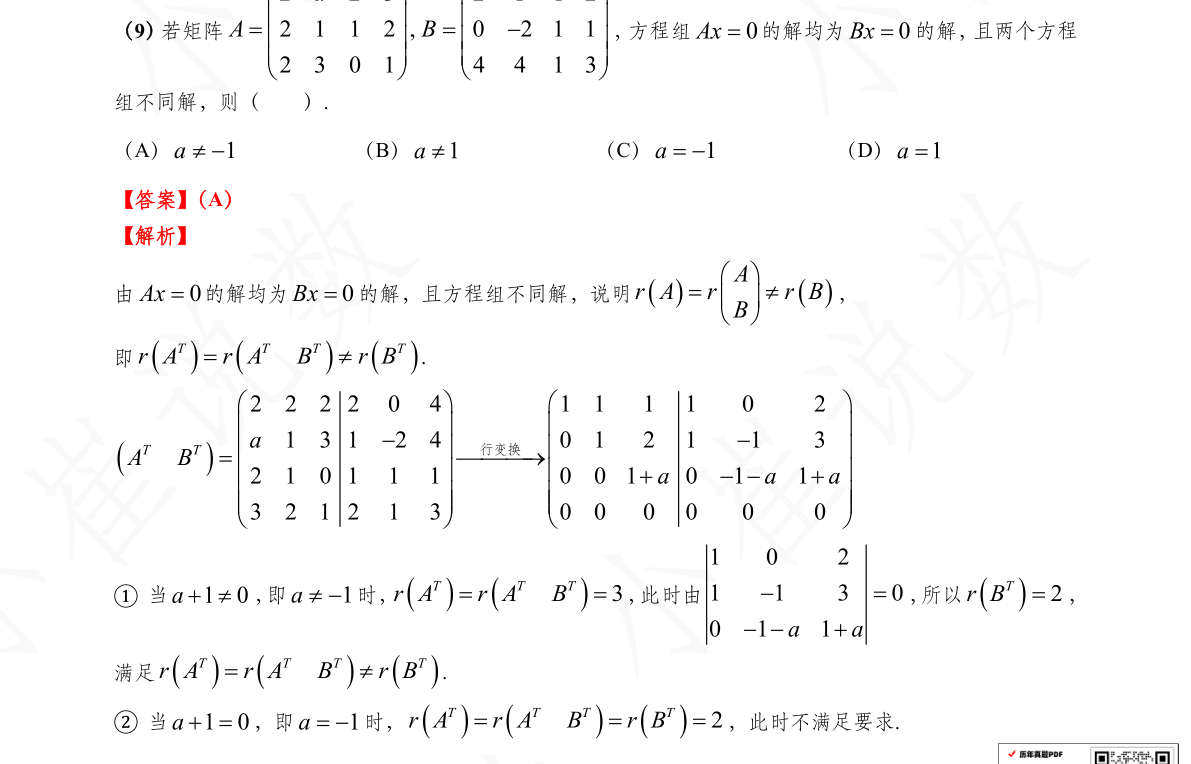 (9) 若矩阵 A = ( 2 1 1 2 ; 2 3 0 1 ), B = ( 0 −2 1 1 ; 4 4 1 3 ), 方程组 Ax = 0 的解均为 Bx = 0 的解, 且两个方程
组不同解, 则 ( ).
(A) a ≠ −1 (B) a ≠ 1 (C) a = −1 (D) a = 1
【答案】(A)
【解析】
由 Ax = 0 的解均为 Bx = 0 的解, 且方程组不同解, 说明 r(A) = r(A ; B) ≠ r(B),
即 r(A^T) = r(A^T B^T) ≠ r(B^T).
(A^T B^T) = ( 2 2 2 | 2 0 4 ; a 1 3 | 1 −2 4 ; 2 1 0 | 1 1 1 ; 3 2 1 | 2 1 3 ) 行变换→ ( 1 1 1 | 1 0 2 ; 0 1 2 | 1 −1 3 ; 0 0 1+a | 0 −1−a 1+a ; 0 0 0 | 0 0 0 )
① 当 a+1 ≠ 0, 即 a ≠ −1 时, r(A^T) = r(A^T B^T) = 3, 此时由 | 1 0 2 ; 1 −1 3 ; 0 −1−a 1+a | = 0, 所以 r(B^T) = 2,
满足 r(A^T) = r(A^T B^T) ≠ r(B^T).
② 当 a+1 = 0, 即 a = −1 时, r(A^T) = r(A^T B^T) = r(B^T) = 2, 此时不满足要求.
小崔说数
小崔说数
历年真题PDF